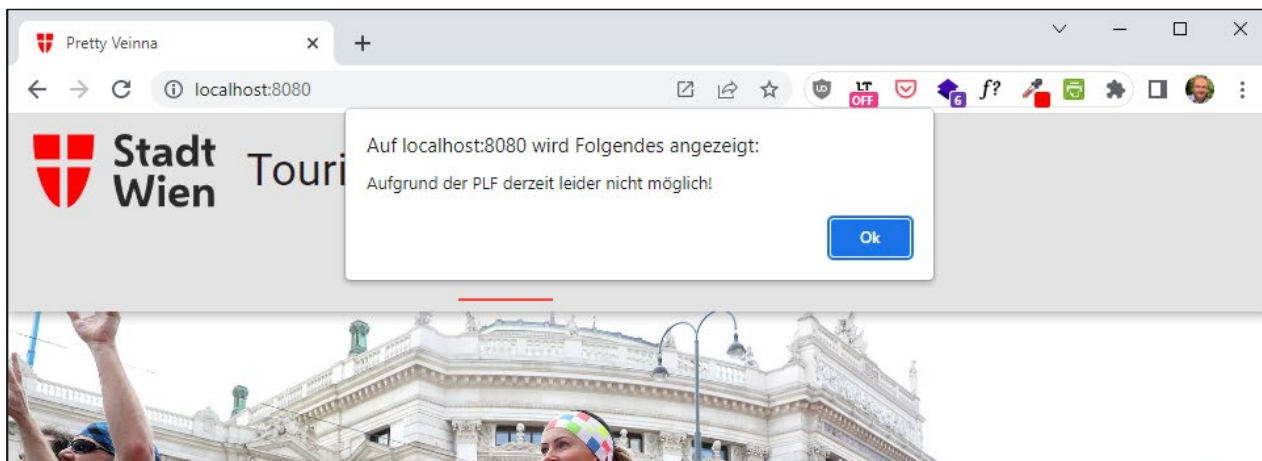 Pretty Veinna
localhost:8080
LT
OFF
6
f?
Stadt
Wien
Touri
Auf localhost:8080 wird Folgendes angezeigt:
Aufgrund der PLF derzeit leider nicht möglich!
Ok